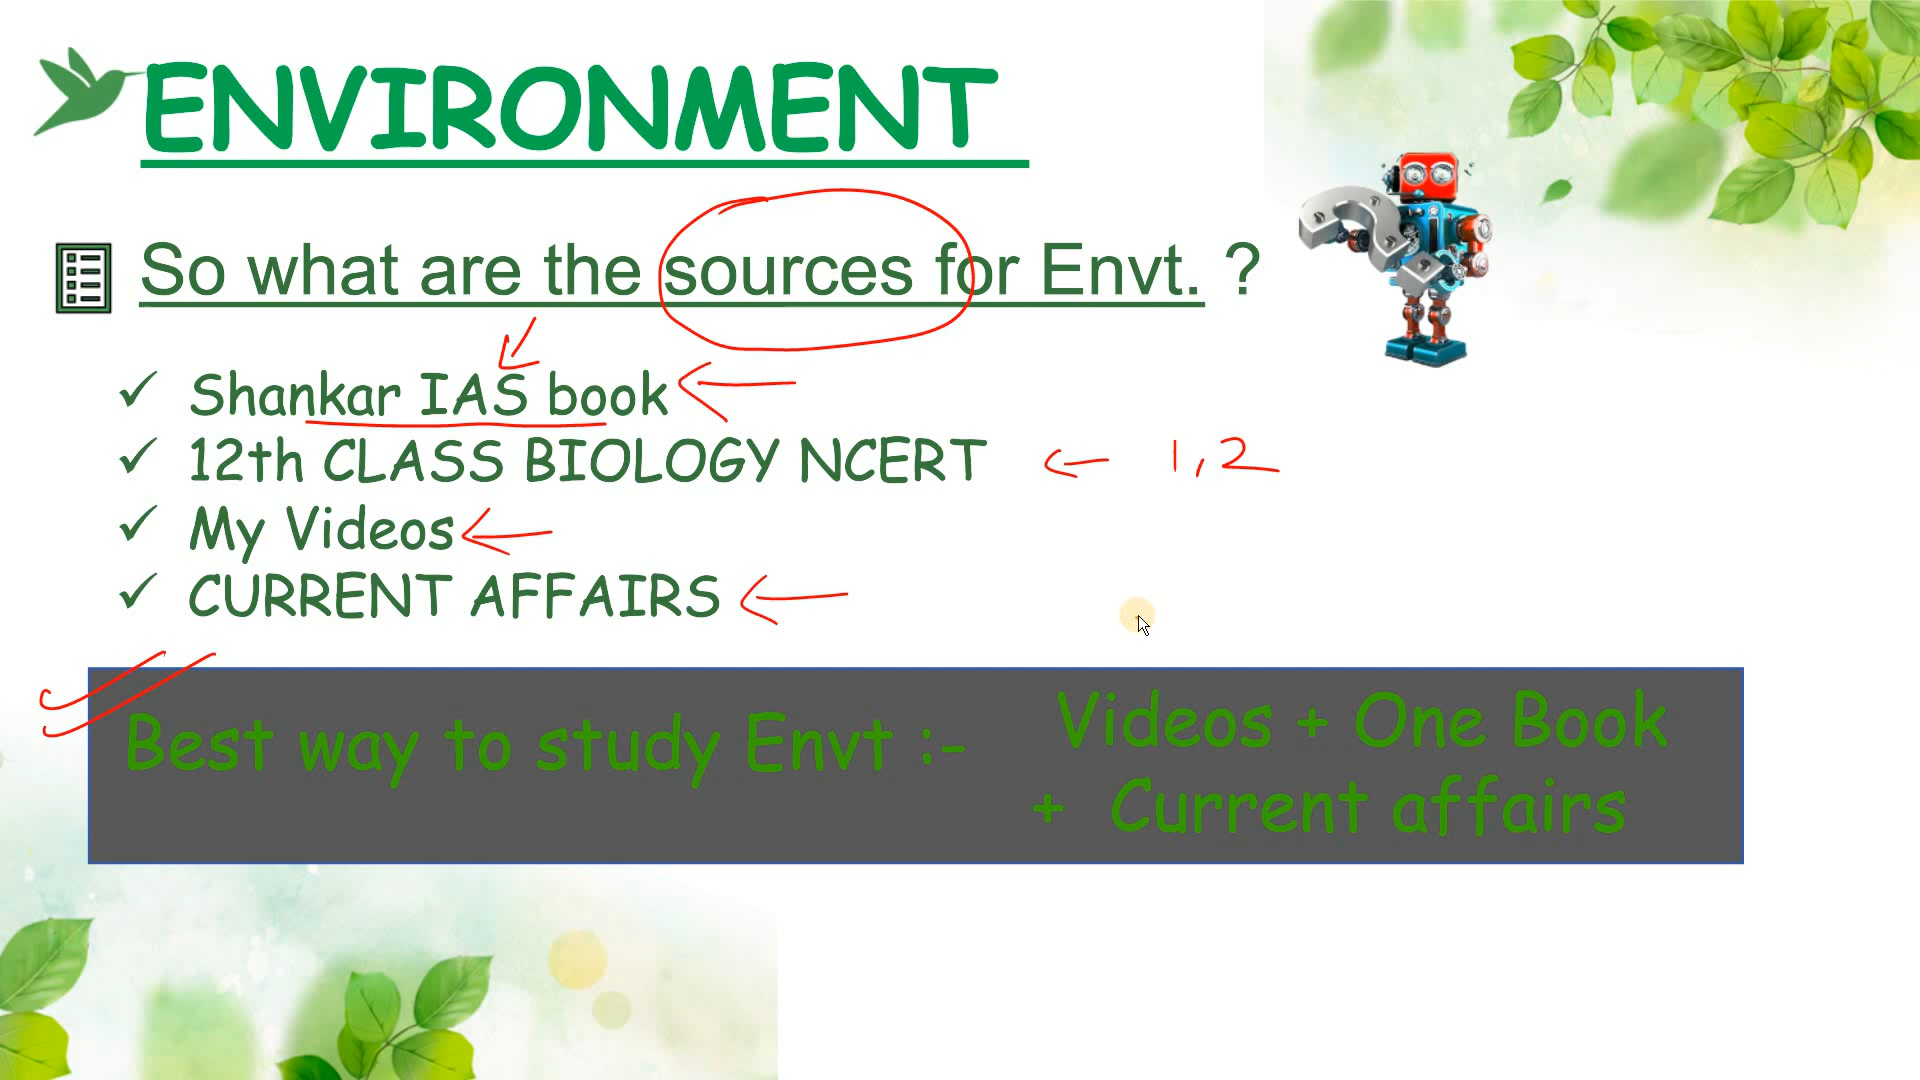 ENVIRONMENT
So what are the sources for Envt. ?
✓ Shankar IAS book
✓ 12th CLASS BIOLOGY NCERT 1,2
✓ My Videos
✓ CURRENT AFFAIRS
Best way to study Envt :- Videos + One Book
+ Current affairs